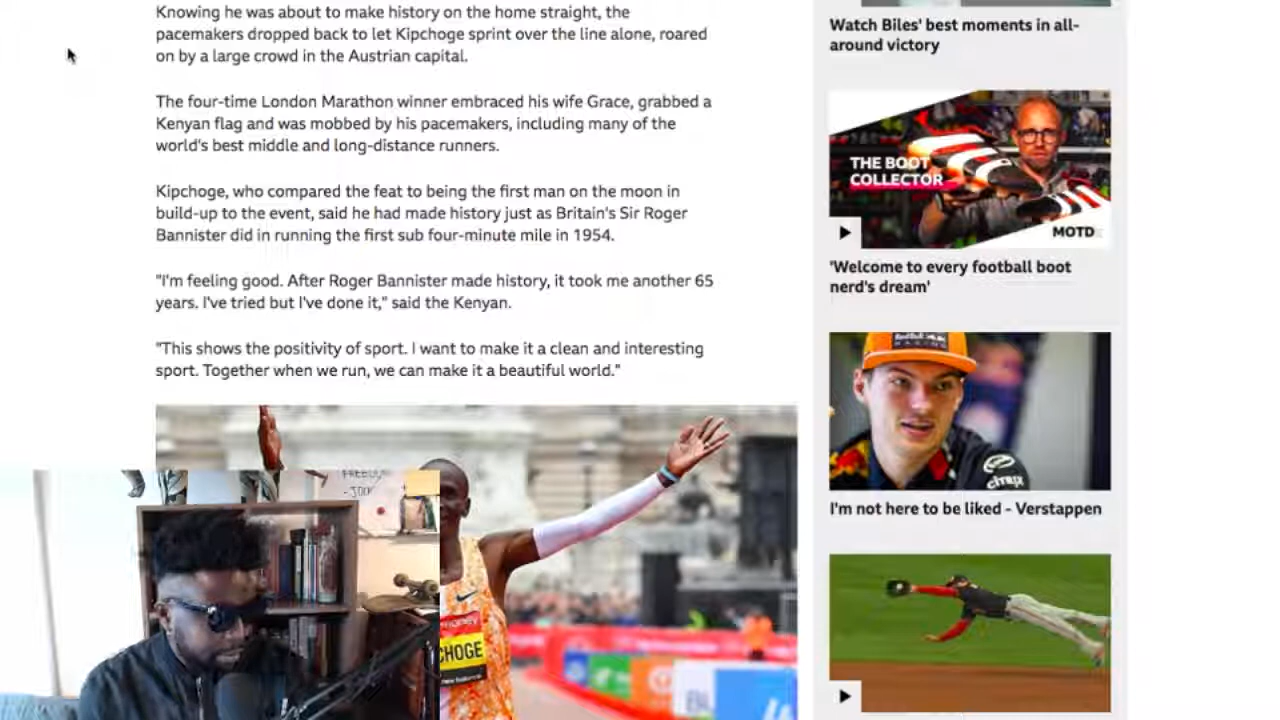 Knowing he was about to make history on the home straight, the
pacemakers dropped back to let Kipchoge sprint over the line alone, roared
on by a large crowd in the Austrian capital.
The four-time London Marathon winner embraced his wife Grace, grabbed a
Kenyan flag and was mobbed by his pacemakers, including many of the
world's best middle and long-distance runners.
Kipchoge, who compared the feat to being the first man on the moon in
build-up to the event, said he had made history just as Britain's Sir Roger
Bannister did in running the first sub four-minute mile in 1954.
"I'm feeling good. After Roger Bannister made history, it took me another 65
years. I've tried but I've done it," said the Kenyan.
"This shows the positivity of sport. I want to make it a clean and interesting
sport. Together when we run, we can make it a beautiful world."
CHOGE
Watch Biles' best moments in all-
around victory
THE BOOT
COLLECTOR
MOTD
'Welcome to every football boot
nerd's dream'
Red Bull
RACING
citrix
I'm not here to be liked - Verstappen